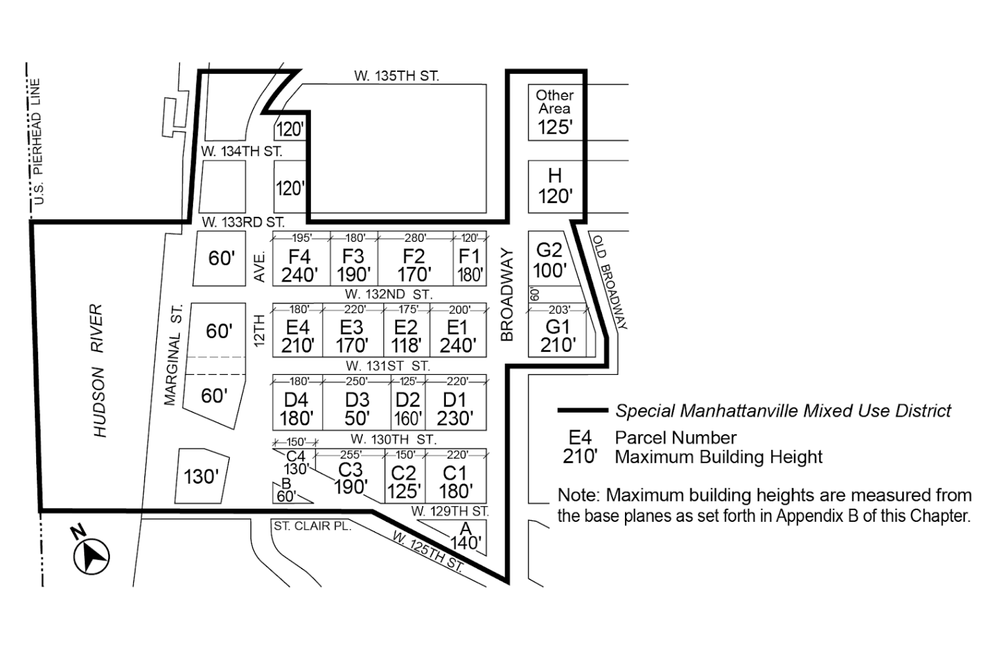 U.S. PIERHEAD LINE
W. 135TH ST.
Other
Area
125'
120'
W. 134TH ST.
120'
H
120'
W. 133RD ST.
60'
AVE.
195'
180'
280'
120'
F4
240'
F3
190'
F2
170'
F1
180'
BROADWAY
G2
100'
OLD BROADWAY
W. 132ND ST.
60'
HUDSON RIVER
MARGINAL ST.
60'
12TH
180'
220'
175'
200'
203'
E4
210'
E3
170'
E2
118'
E1
240'
G1
210'
W. 131ST ST.
60'
180'
250'
125'
220'
D4
180'
D3
50'
D2
160'
D1
230'
Special Manhattanville Mixed Use District
E4 Parcel Number
210' Maximum Building Height
W. 130TH ST.
150'
255'
150'
220'
130'
C4
130'
C3
190'
C2
125'
C1
180'
B
60'
Note: Maximum building heights are measured from
the base planes as set forth in Appendix B of this Chapter.
W. 129TH ST.
ST. CLAIR PL.
A
140'
W. 125TH ST.
N